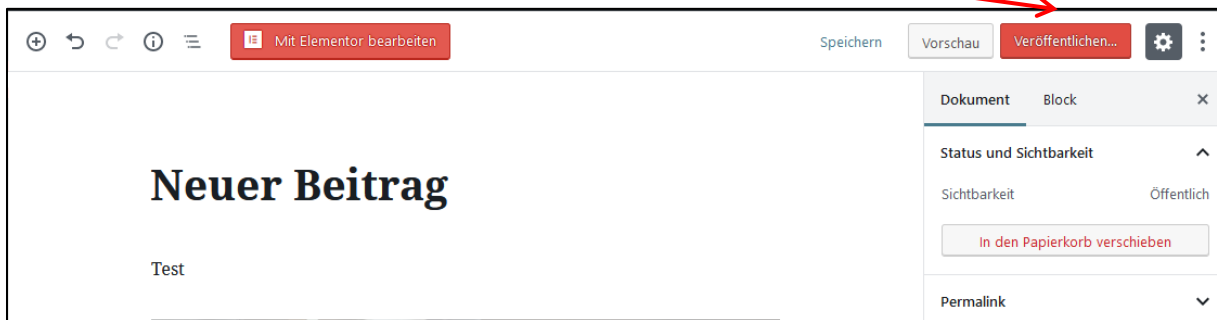 Mit Elementor bearbeiten Speichern Vorschau Veröffentlichen...
Dokument Block
Status und Sichtbarkeit
Neuer Beitrag
Sichtbarkeit Öffentlich
In den Papierkorb verschieben
Test
Permalink